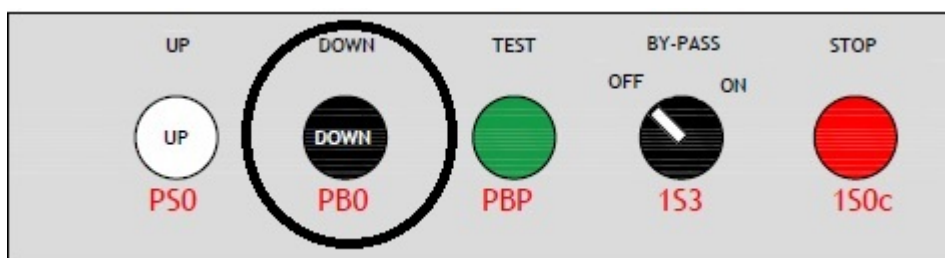 UP DOWN TEST BY-PASS STOP
OFF ON
UP DOWN
PS0 PB0 PBP 1S3 1S0c